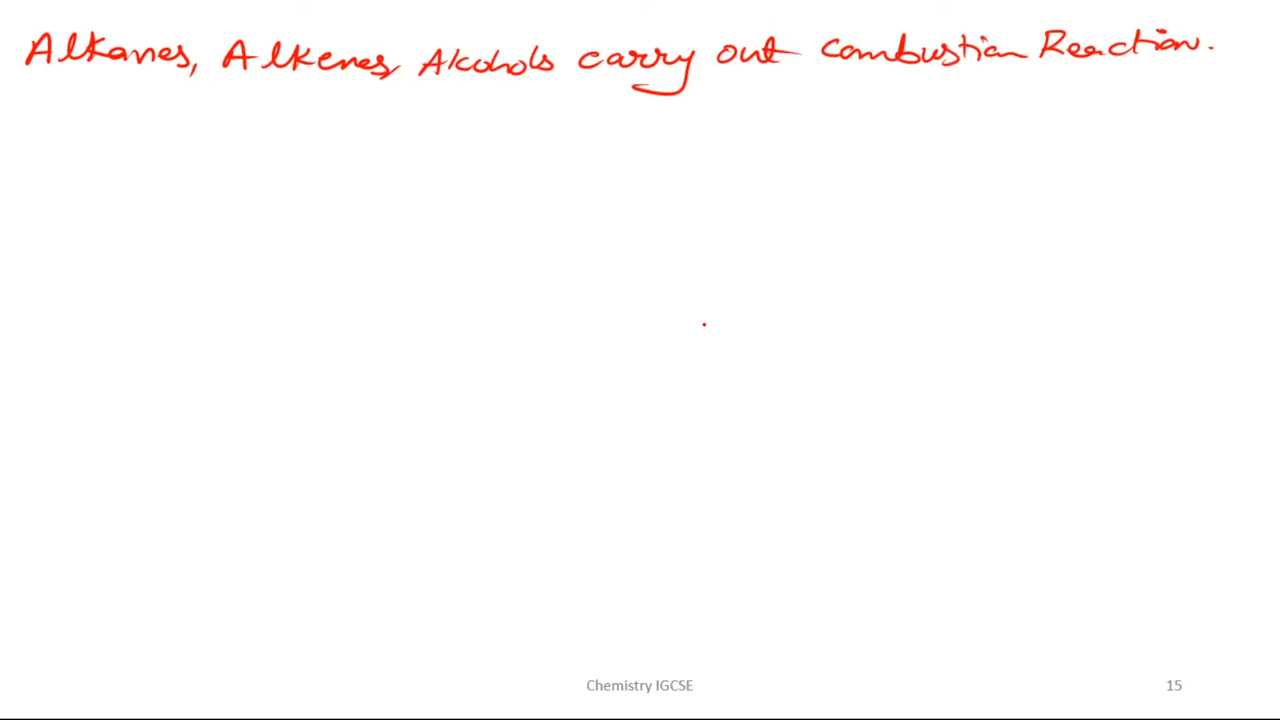 Alkanes, Alkenes Alcohols carry out Combustion Reaction.
Chemistry IGCSE
15